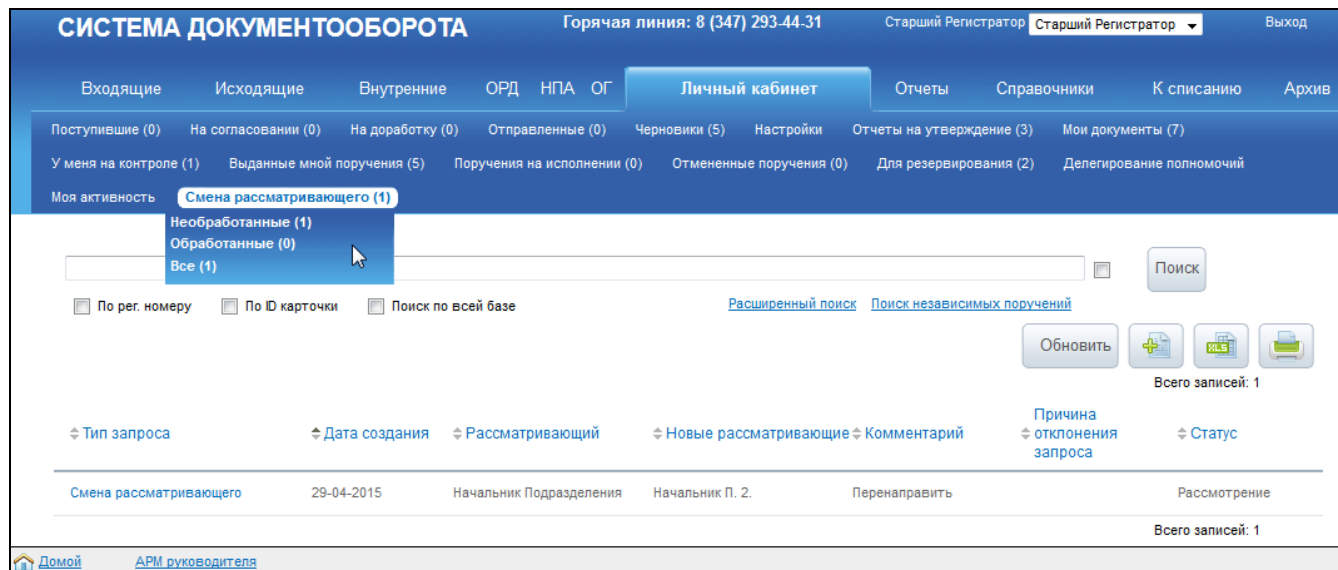 СИСТЕМА ДОКУМЕНТООБОРОТА Горячая линия: 8 (347) 293-44-31 Старший Регистратор Старший Регистратор Выход
Входящие Исходящие Внутренние ОРД НПА ОГ Личный кабинет Отчеты Справочники К списанию Архив
Поступившие (0) На согласовании (0) На доработку (0) Отправленные (0) Черновики (5) Настройки Отчеты на утверждение (3) Мои документы (7)
У меня на контроле (1) Выданные мной поручения (5) Поручения на исполнении (0) Отмененные поручения (0) Для резервирования (2) Делегирование полномочий
Моя активность Смена рассматривающего (1)
Необработанные (1)
Обработанные (0)
Все (1)
Поиск
По рег. номеру По ID карточки Поиск по всей базе Расширенный поиск Поиск независимых поручений
Обновить XLS
Всего записей: 1
Тип запроса Дата создания Рассматривающий Новые рассматривающие Комментарий Причина отклонения запроса Статус
Смена рассматривающего 29-04-2015 Начальник Подразделения Начальник П. 2. Перенаправить Рассмотрение
Всего записей: 1
Домой АРМ руководителя